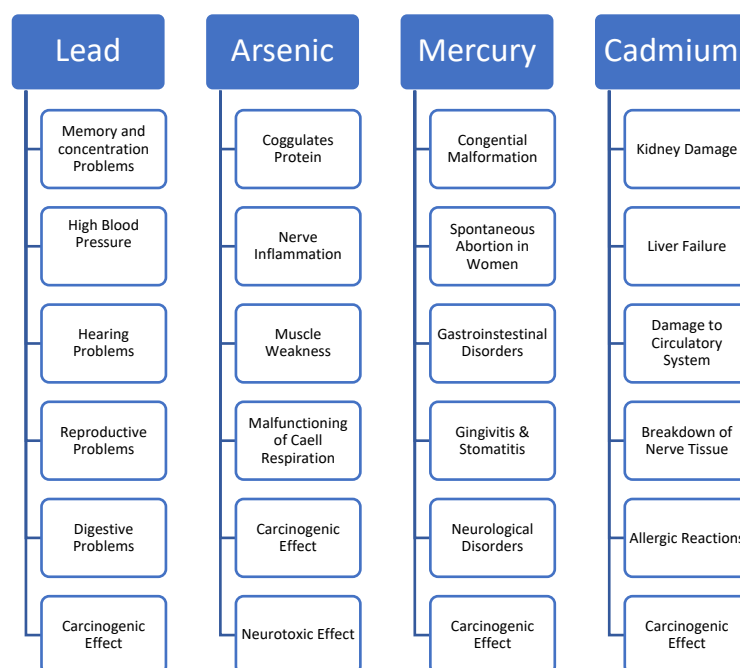 Lead
Memory and
concentration
Problems
High Blood
Pressure
Hearing
Problems
Reproductive
Problems
Digestive
Problems
Carcinogenic
Effect
Arsenic
Coggulates
Protein
Nerve
Inflammation
Muscle
Weakness
Malfunctioning
of Caell
Respiration
Carcinogenic
Effect
Neurotoxic Effect
Mercury
Congential
Malformation
Spontaneous
Abortion in
Women
Gastroinstestinal
Disorders
Gingivitis &
Stomatitis
Neurological
Disorders
Carcinogenic
Effect
Cadmium
Kidney Damage
Liver Failure
Damage to
Circulatory
System
Breakdown of
Nerve Tissue
Allergic Reactions
Carcinogenic
Effect